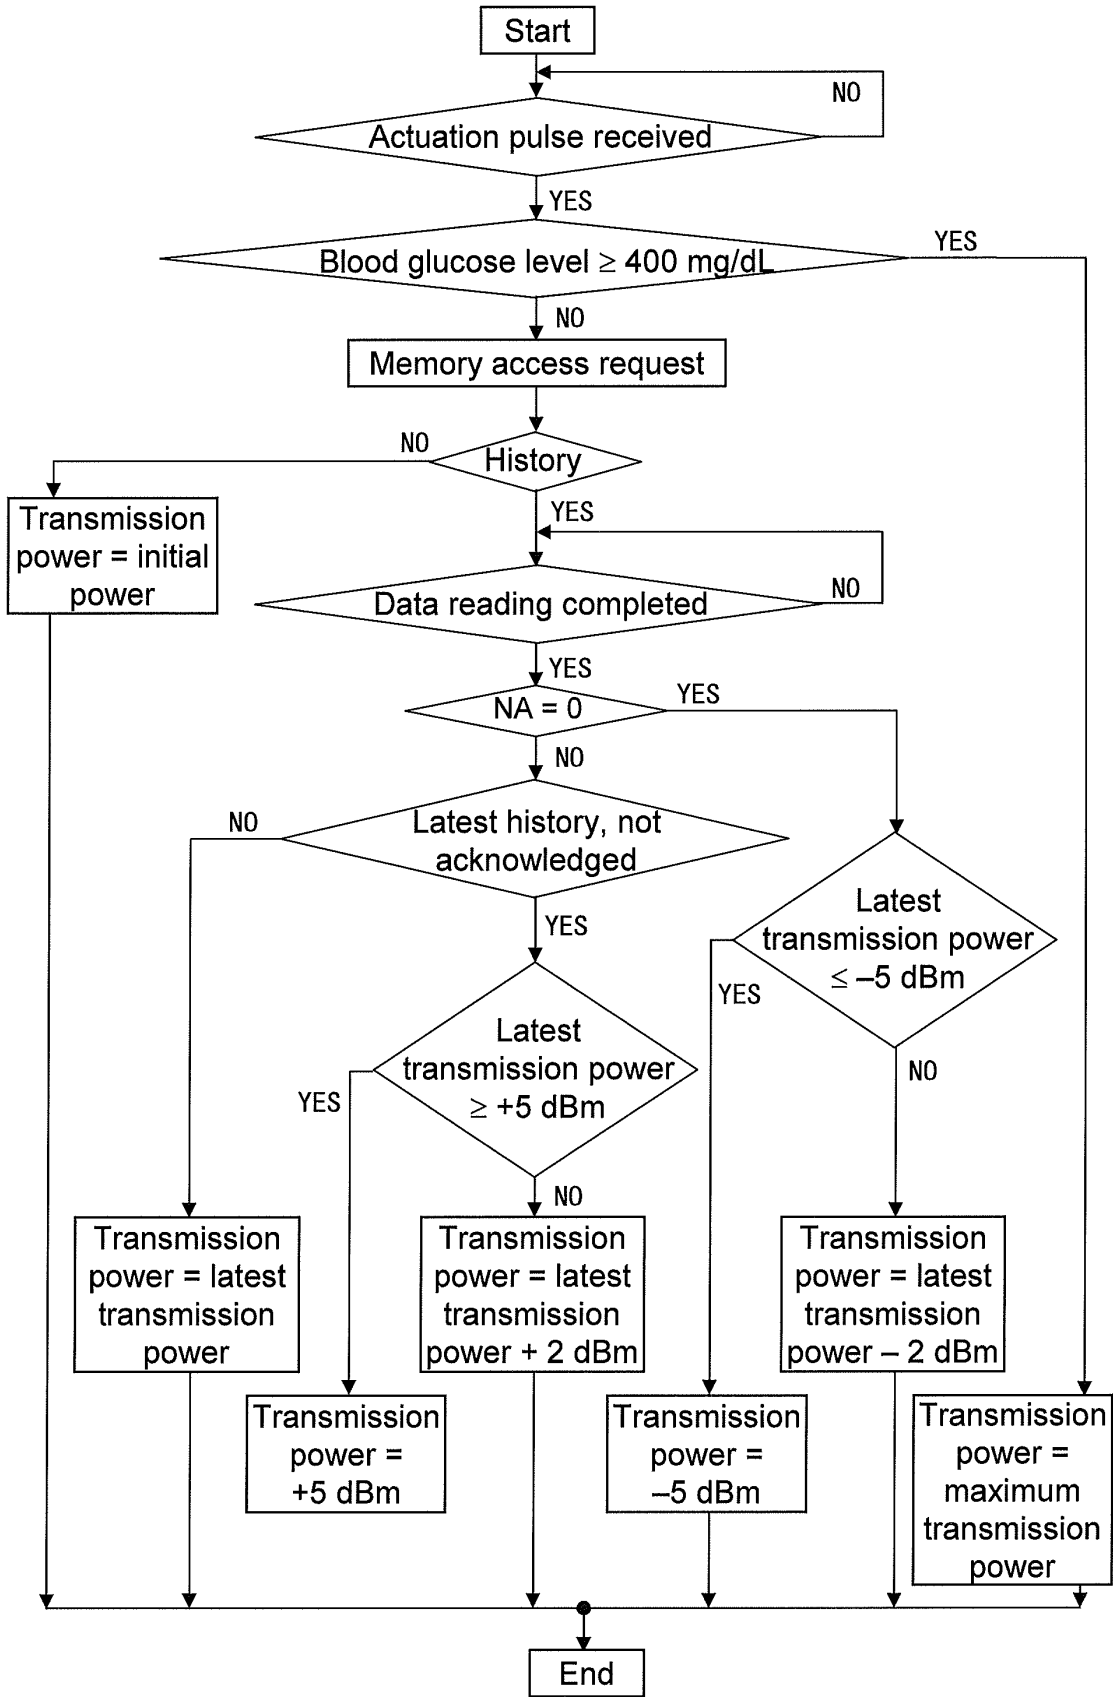 Start
NO
Actuation pulse received
YES
YES
Blood glucose level ≥ 400 mg/dL
NO
Memory access request
NO
History
YES
Transmission
power = initial
power
NO
Data reading completed
YES
YES
NA = 0
NO
NO
Latest history, not
acknowledged
YES
Latest
transmission power
≤ –5 dBm
YES
NO
Latest
transmission power
≥ +5 dBm
YES
NO
Transmission
power = latest
transmission
power
Transmission
power = latest
transmission
power + 2 dBm
Transmission
power = latest
transmission
power – 2 dBm
Transmission
power =
+5 dBm
Transmission
power =
–5 dBm
Transmission
power =
maximum
transmission
power
End